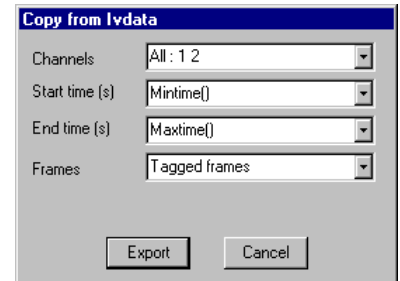 Copy from lvdata
Channels All : 1 2
Start time (s) Mintime()
End time (s) Maxtime()
Frames Tagged frames
Export Cancel